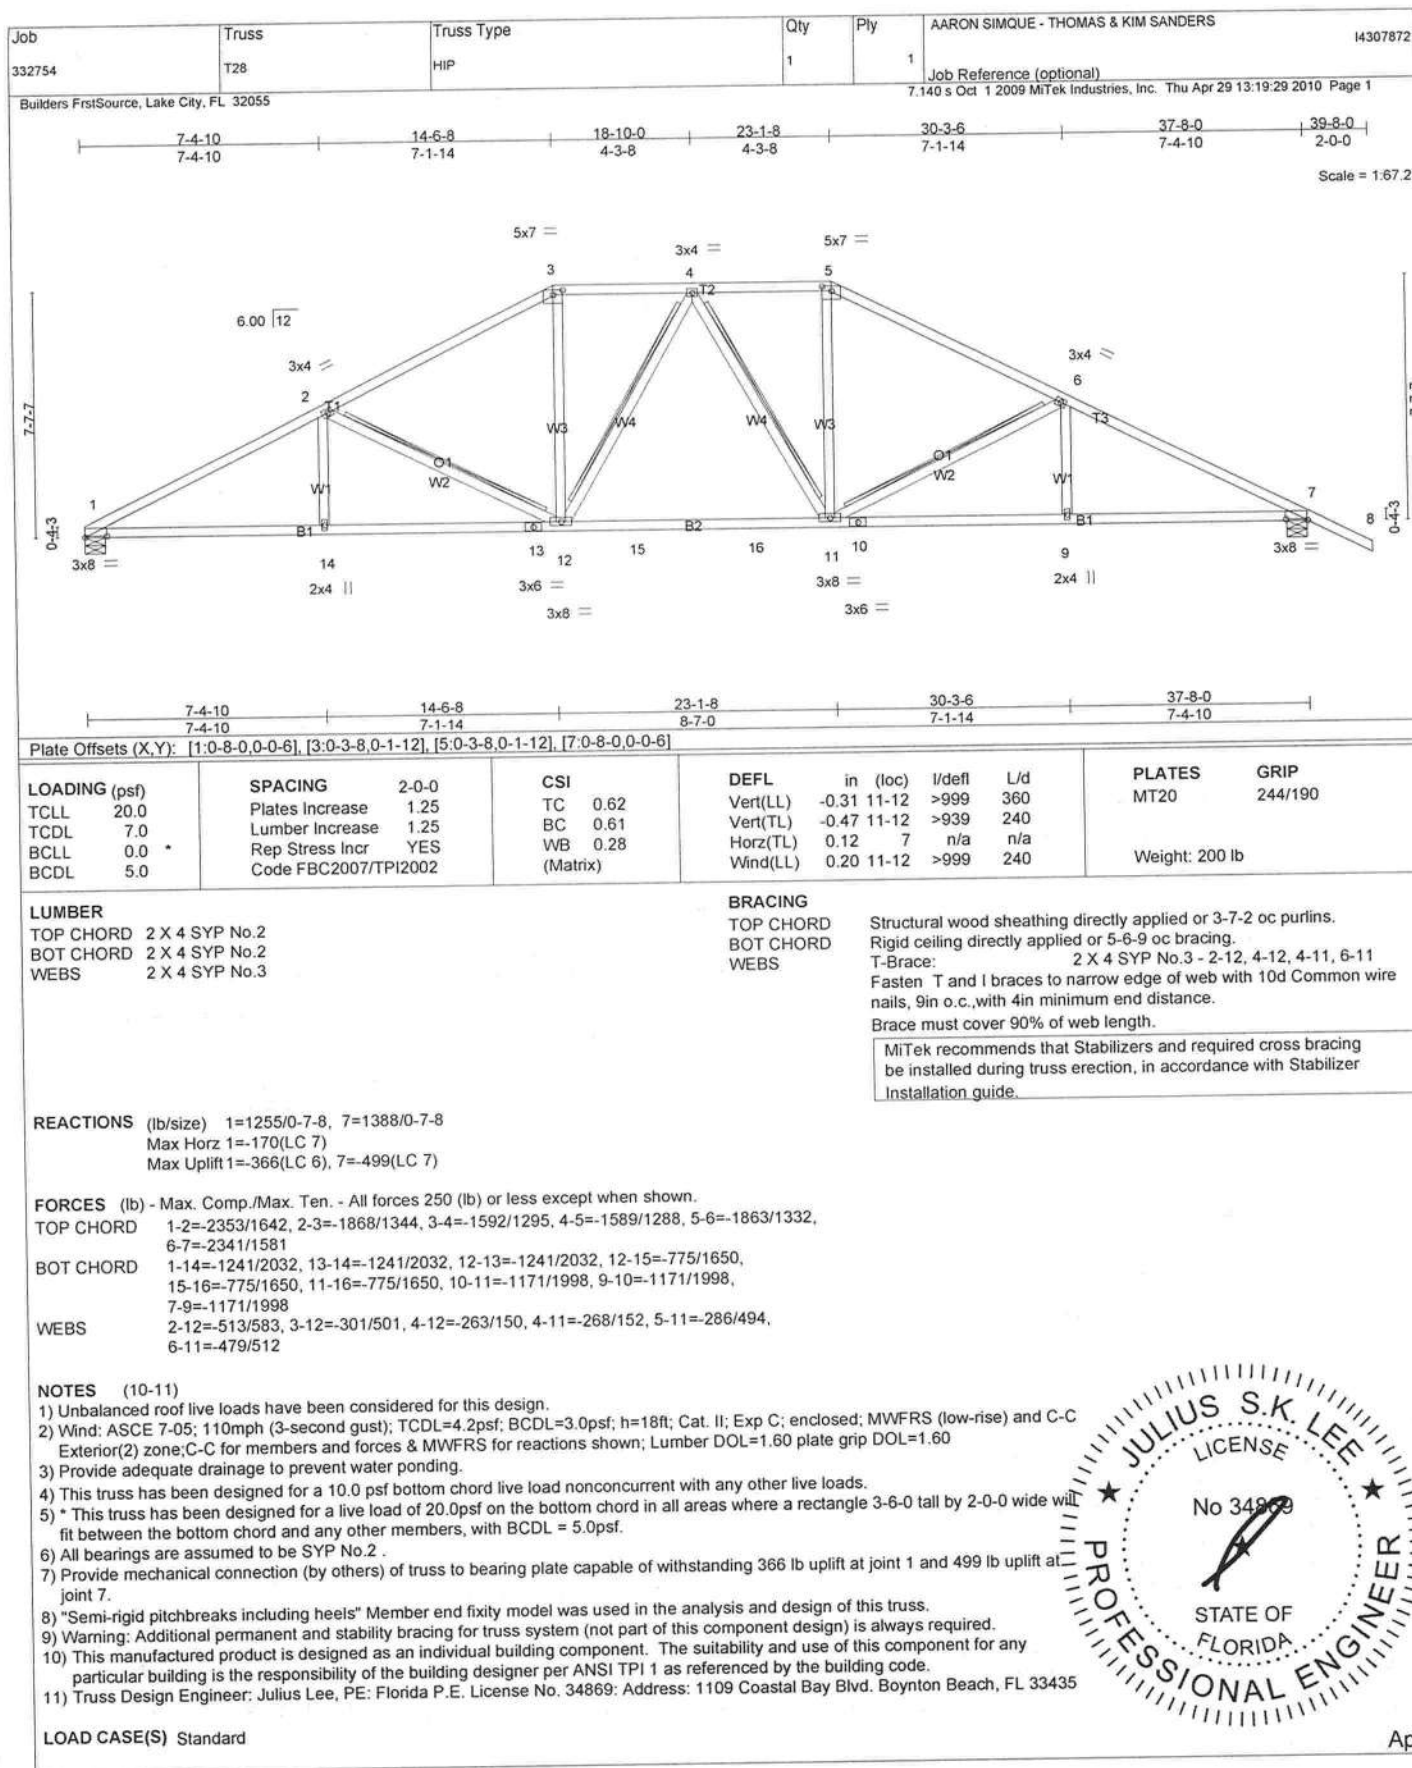 Job Truss Truss Type Qty Ply AARON SIMQUE - THOMAS & KIM SANDERS
I4307872
332754 T28 HIP 1 1
Job Reference (optional)
Builders FrstSource, Lake City, FL 32055 7.140 s Oct 1 2009 MiTek Industries, Inc. Thu Apr 29 13:19:29 2010 Page 1
7-4-10 14-6-8 18-10-0 23-1-8 30-3-6 37-8-0 39-8-0
7-4-10 7-1-14 4-3-8 4-3-8 7-1-14 7-4-10 2-0-0
Scale = 1:67.2
5x7 = 3x4 = 5x7 =
3 4 5
T2
6.00 12
3x4 3x4
2 6
T1 T3
7-7-7
W3 W4 W4 W3
O1 O1
W2 W2
W1 W1
1 7
8
B1 B2 B1
0-4-3 0-4-3
3x8 = 14 13 12 15 16 11 10 9 3x8 =
2x4 || 3x6 = 3x8 = 2x4 ||
3x8 = 3x6 =
7-4-10 14-6-8 23-1-8 30-3-6 37-8-0
7-4-10 7-1-14 8-7-0 7-1-14 7-4-10
Plate Offsets (X,Y): [1:0-8-0,0-0-6], [3:0-3-8,0-1-12], [5:0-3-8,0-1-12], [7:0-8-0,0-0-6]
LOADING (psf) SPACING 2-0-0 CSI DEFL in (loc) l/defl L/d PLATES GRIP
TCLL 20.0 Plates Increase 1.25 TC 0.62 Vert(LL) -0.31 11-12 >999 360 MT20 244/190
TCDL 7.0 Lumber Increase 1.25 BC 0.61 Vert(TL) -0.47 11-12 >939 240
BCLL 0.0 * Rep Stress Incr YES WB 0.28 Horz(TL) 0.12 7 n/a n/a
BCDL 5.0 Code FBC2007/TPI2002 (Matrix) Wind(LL) 0.20 11-12 >999 240 Weight: 200 lb
LUMBER
TOP CHORD 2 X 4 SYP No.2
BOT CHORD 2 X 4 SYP No.2
WEBS 2 X 4 SYP No.3
BRACING
TOP CHORD Structural wood sheathing directly applied or 3-7-2 oc purlins.
BOT CHORD Rigid ceiling directly applied or 5-6-9 oc bracing.
WEBS T-Brace: 2 X 4 SYP No.3 - 2-12, 4-12, 4-11, 6-11
Fasten T and I braces to narrow edge of web with 10d Common wire
nails, 9in o.c.,with 4in minimum end distance.
Brace must cover 90% of web length.
MiTek recommends that Stabilizers and required cross bracing
be installed during truss erection, in accordance with Stabilizer
Installation guide.
REACTIONS (lb/size) 1=1255/0-7-8, 7=1388/0-7-8
Max Horz 1=-170(LC 7)
Max Uplift 1=-366(LC 6), 7=-499(LC 7)
FORCES (lb) - Max. Comp./Max. Ten. - All forces 250 (lb) or less except when shown.
TOP CHORD 1-2=-2353/1642, 2-3=-1868/1344, 3-4=-1592/1295, 4-5=-1589/1288, 5-6=-1863/1332,
6-7=-2341/1581
BOT CHORD 1-14=-1241/2032, 13-14=-1241/2032, 12-13=-1241/2032, 12-15=-775/1650,
15-16=-775/1650, 11-16=-775/1650, 10-11=-1171/1998, 9-10=-1171/1998,
7-9=-1171/1998
WEBS 2-12=-513/583, 3-12=-301/501, 4-12=-263/150, 4-11=-268/152, 5-11=-286/494,
6-11=-479/512
NOTES (10-11)
1) Unbalanced roof live loads have been considered for this design.
2) Wind: ASCE 7-05; 110mph (3-second gust); TCDL=4.2psf; BCDL=3.0psf; h=18ft; Cat. II; Exp C; enclosed; MWFRS (low-rise) and C-C
Exterior(2) zone;C-C for members and forces & MWFRS for reactions shown; Lumber DOL=1.60 plate grip DOL=1.60
3) Provide adequate drainage to prevent water ponding.
4) This truss has been designed for a 10.0 psf bottom chord live load nonconcurrent with any other live loads.
5) * This truss has been designed for a live load of 20.0psf on the bottom chord in all areas where a rectangle 3-6-0 tall by 2-0-0 wide will
fit between the bottom chord and any other members, with BCDL = 5.0psf.
6) All bearings are assumed to be SYP No.2 .
7) Provide mechanical connection (by others) of truss to bearing plate capable of withstanding 366 lb uplift at joint 1 and 499 lb uplift at
joint 7.
8) "Semi-rigid pitchbreaks including heels" Member end fixity model was used in the analysis and design of this truss.
9) Warning: Additional permanent and stability bracing for truss system (not part of this component design) is always required.
10) This manufactured product is designed as an individual building component. The suitability and use of this component for any
particular building is the responsibility of the building designer per ANSI TPI 1 as referenced by the building code.
11) Truss Design Engineer: Julius Lee, PE: Florida P.E. License No. 34869: Address: 1109 Coastal Bay Blvd. Boynton Beach, FL 33435
LOAD CASE(S) Standard
JULIUS S.K. LEE
LICENSE
No 34869
STATE OF
FLORIDA
PROFESSIONAL ENGINEER
Ap